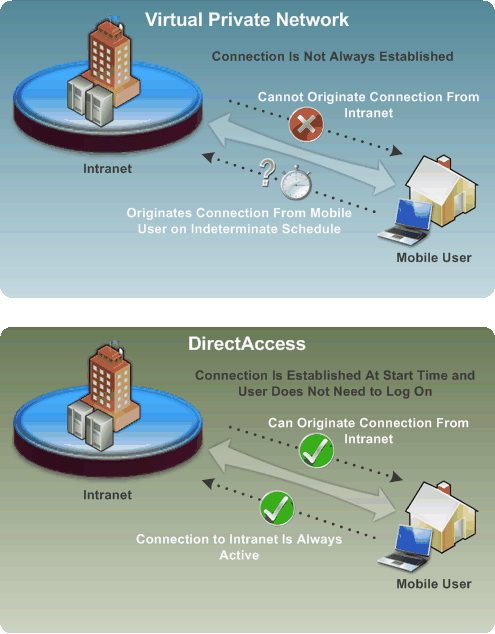 Virtual Private Network
Connection Is Not Always Established
Cannot Originate Connection From
Intranet
Intranet
Originates Connection From Mobile
User on Indeterminate Schedule
Mobile User
DirectAccess
Connection Is Established At Start Time and
User Does Not Need to Log On
Can Originate Connection From
Intranet
Intranet
Connection to Intranet Is Always
Active
Mobile User